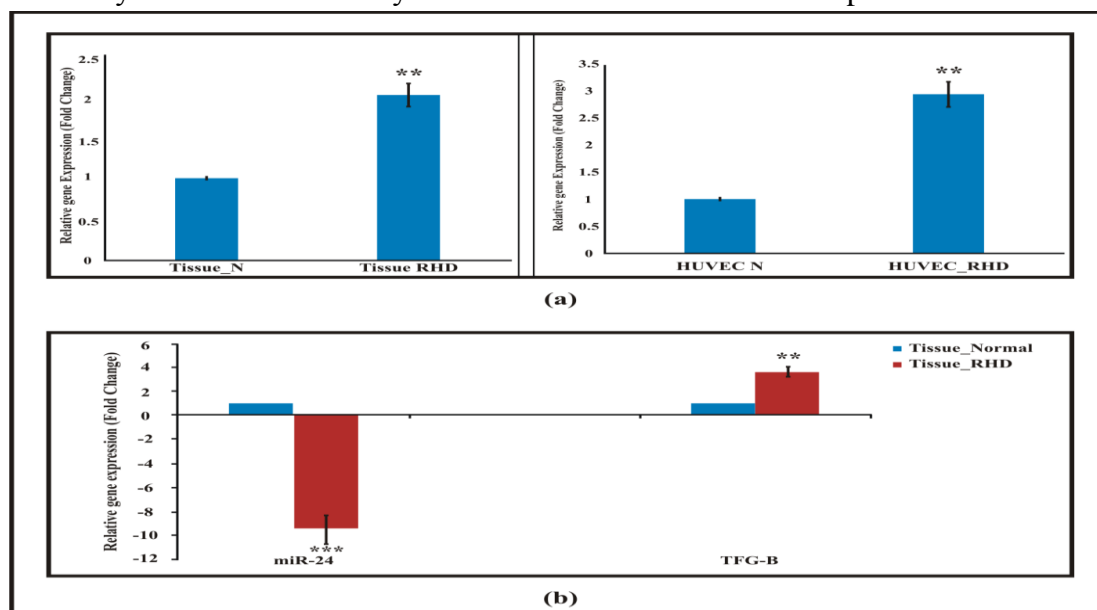 Relative gene Expression (Fold Change)
2.5
2
1.5
1
0.5
0
**
Tissue_N
Tissue RHD
Relative gene Expression (Fold Change)
3.5
3
2.5
2
1.5
1
0.5
0
**
HUVEC N
HUVEC_RHD
(a)
Relative gene expression (Fold Change)
6
4
2
0
-2
-4
-6
-8
-10
-12
***
miR-24
**
TFG-B
Tissue_Normal
Tissue_RHD
(b)